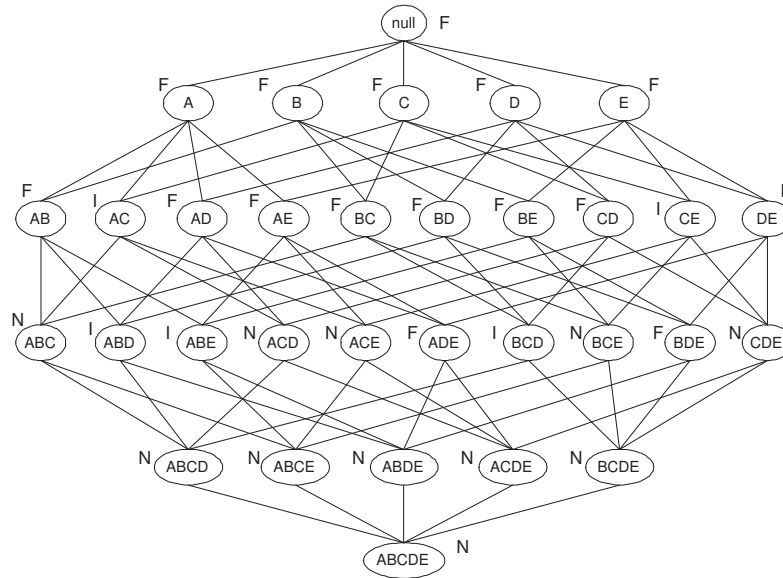 null F
F F F F F
A B C D E
F I F F F F F F I
AB AC AD AE BC BD BE CD CE DE
N I I N N F I N F N
ABC ABD ABE ACD ACE ADE BCD BCE BDE CDE
N N N N N
ABCD ABCE ABDE ACDE BCDE
ABCDE N